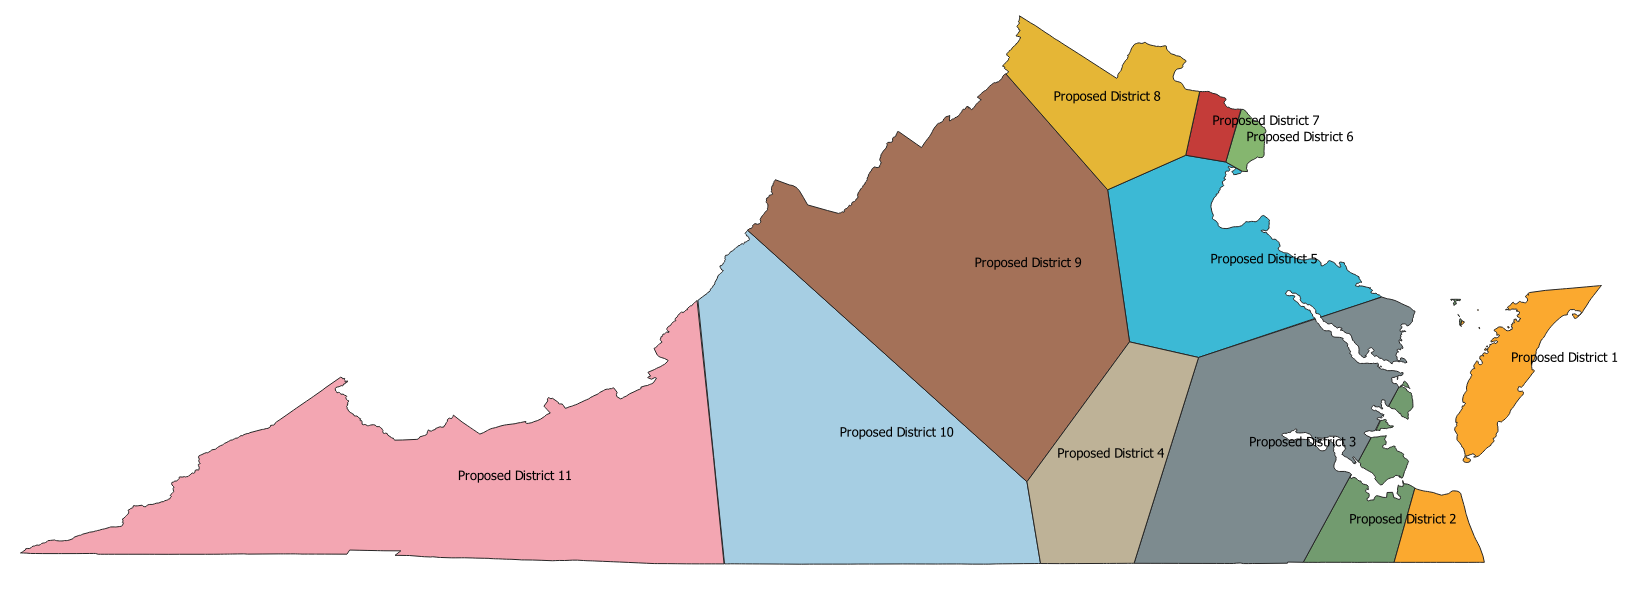 Proposed District 8
Proposed District 7
Proposed District 6
Proposed District 5
Proposed District 9
Proposed District 1
Proposed District 10
Proposed District 3
Proposed District 4
Proposed District 11
Proposed District 2